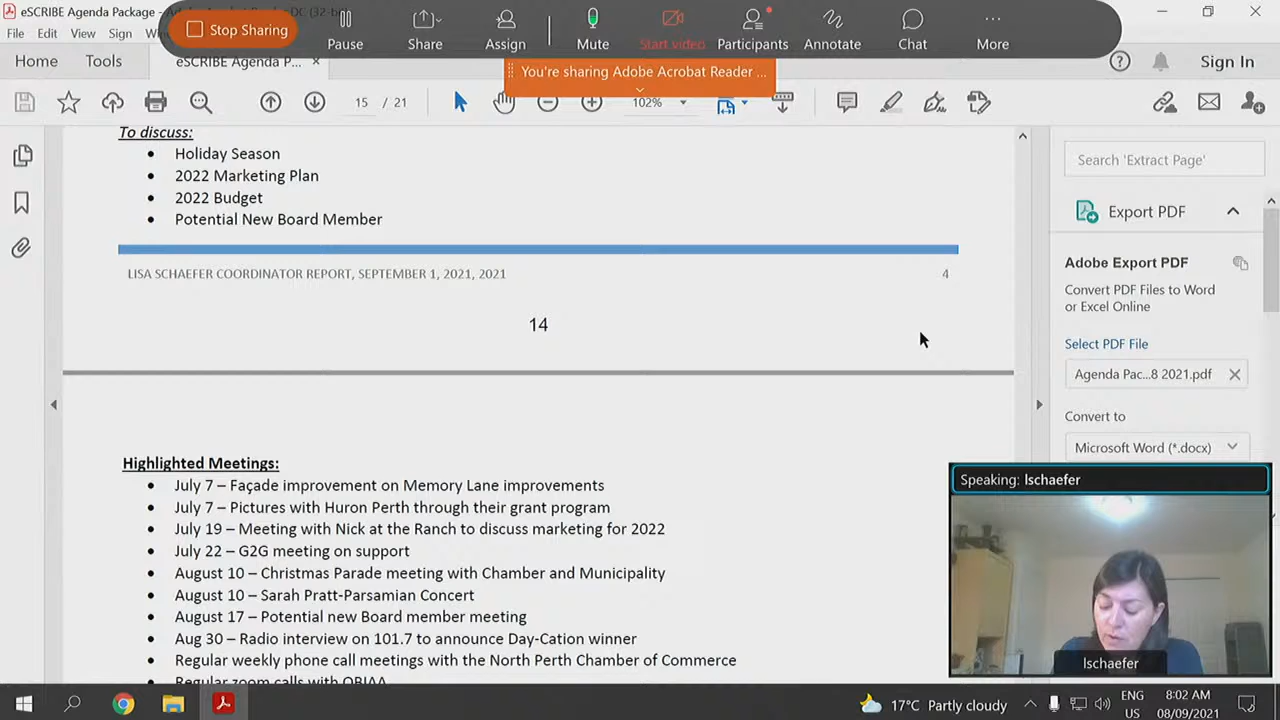 eSCRIBE Agenda Package - Ad
Stop Sharing
Pause
Share
Assign
Mute
Start video
Participants
Annotate
Chat
More
File Edit View Sign
You're sharing Adobe Acrobat Reader ...
Home
Tools
eSCRIBE Agenda P... ×
Sign In
15 / 21
102%
To discuss:
• Holiday Season
• 2022 Marketing Plan
• 2022 Budget
• Potential New Board Member
LISA SCHAEFER COORDINATOR REPORT, SEPTEMBER 1, 2021, 2021 4
14
Highlighted Meetings:
• July 7 – Façade improvement on Memory Lane improvements
• July 7 – Pictures with Huron Perth through their grant program
• July 19 – Meeting with Nick at the Ranch to discuss marketing for 2022
• July 22 – G2G meeting on support
• August 10 – Christmas Parade meeting with Chamber and Municipality
• August 10 – Sarah Pratt-Parsamian Concert
• August 17 – Potential new Board member meeting
• Aug 30 – Radio interview on 101.7 to announce Day-Cation winner
• Regular weekly phone call meetings with the North Perth Chamber of Commerce
• Regular zoom calls with OBIAA
Search 'Extract Page'
Export PDF
Adobe Export PDF
Convert PDF Files to Word
or Excel Online
Select PDF File
Agenda Pac...8 2021.pdf
Convert to
Microsoft Word (*.docx)
Speaking: lschaefer
lschaefer
17°C Partly cloudy
ENG
US
8:02 AM
08/09/2021